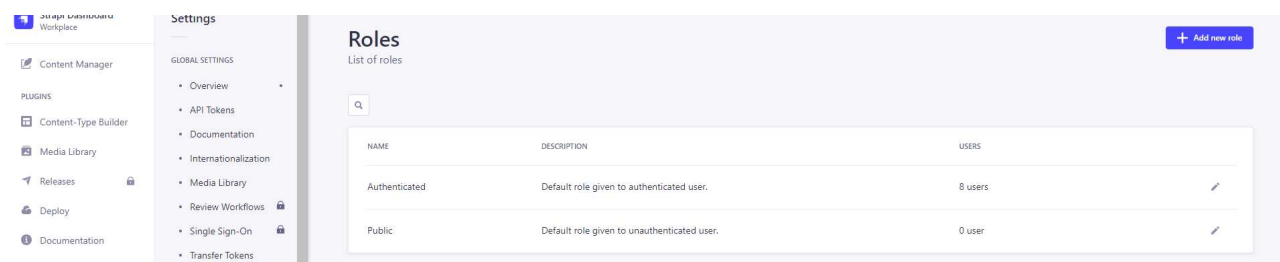 Strapi Dashboard
Workplace
Content Manager
PLUGINS
Content-Type Builder
Media Library
Releases
Deploy
Documentation
Settings
GLOBAL SETTINGS
Overview
API Tokens
Documentation
Internationalization
Media Library
Review Workflows
Single Sign-On
Transfer Tokens
Roles
List of roles
Add new role
NAME DESCRIPTION USERS
Authenticated Default role given to authenticated user. 8 users
Public Default role given to unauthenticated user. 0 user